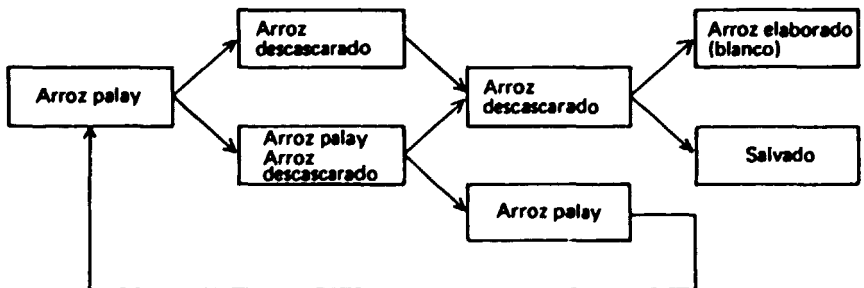 Arroz palay
Arroz
descascarado
Arroz palay
Arroz
descascarado
Arroz
descascarado
Arroz palay
Arroz elaborado
(blanco)
Salvado